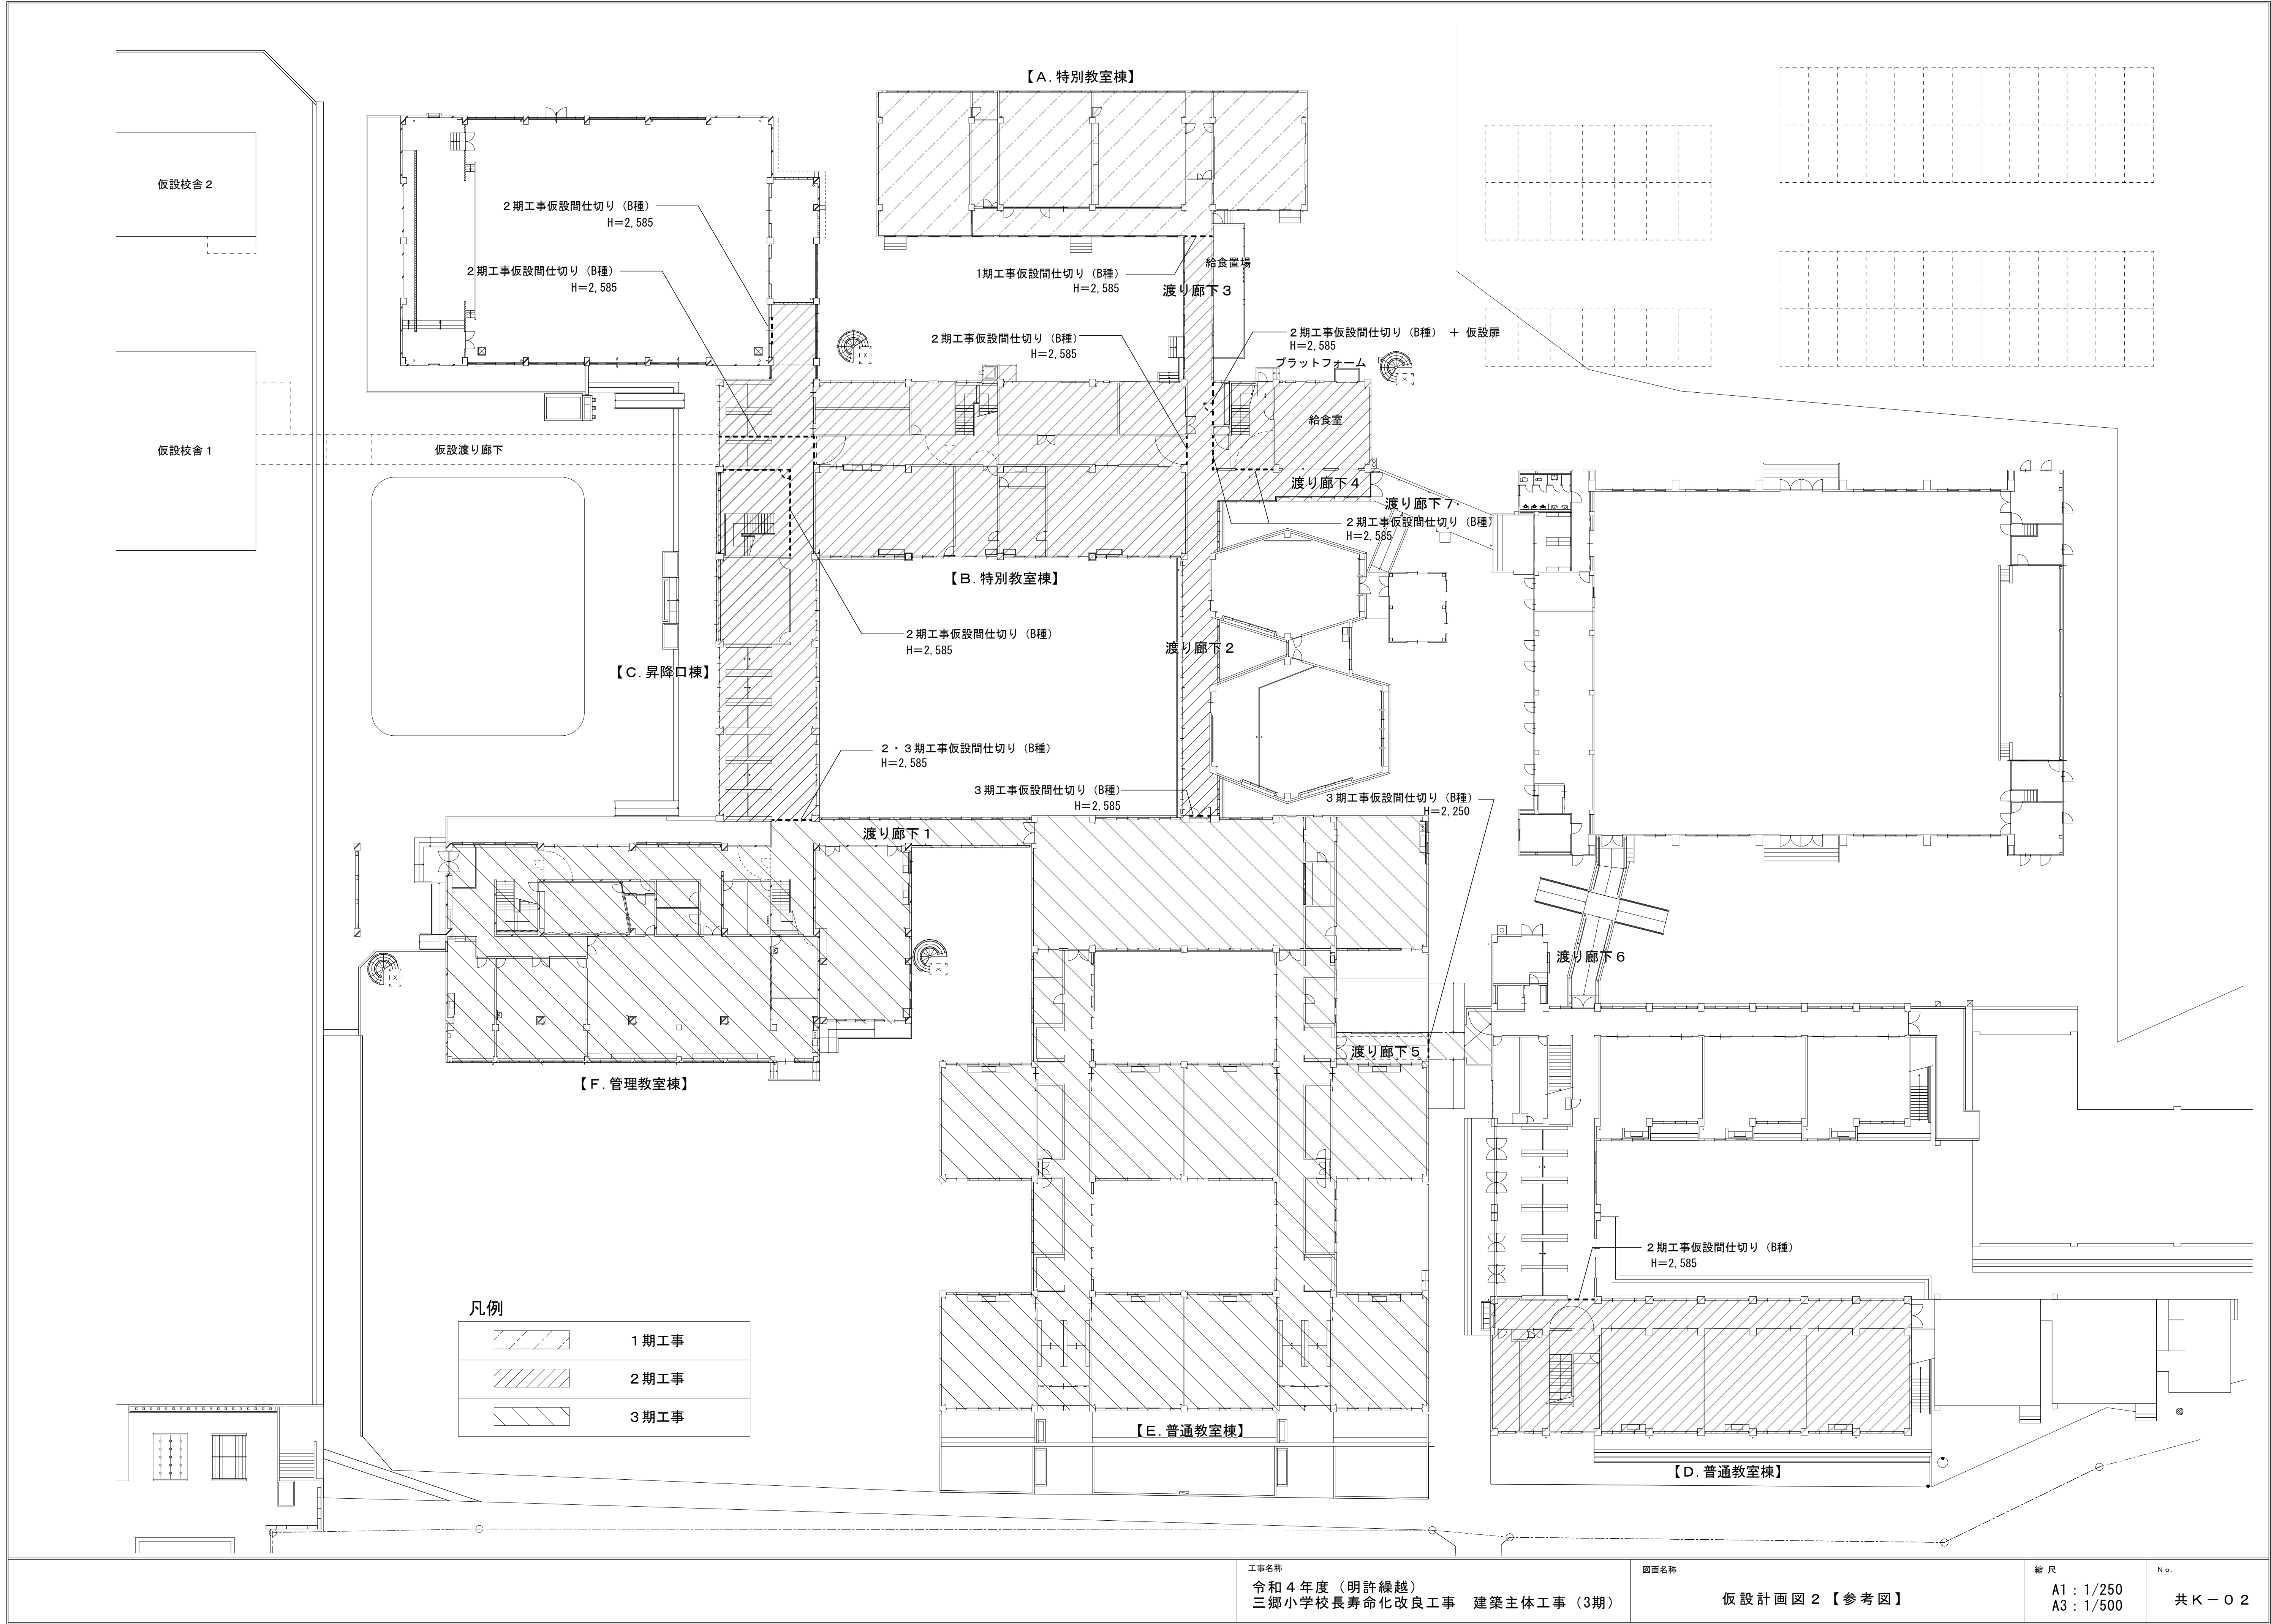 【Ａ．特別教室棟】
仮設校舎２
２期工事仮設間仕切り（B種）
H＝2,585
２期工事仮設間仕切り（B種）
H＝2,585
1期工事仮設間仕切り（B種）
H＝2,585
給食置場
渡り廊下３
２期工事仮設間仕切り（B種）
H＝2,585
２期工事仮設間仕切り（B種）　＋ 仮設扉
H＝2,585
プラットフォーム
給食室
仮設校舎１
仮設渡り廊下
渡り廊下４
渡り廊下７
２期工事仮設間仕切り（B種）
H＝2,585
【Ｂ．特別教室棟】
２期工事仮設間仕切り（B種）
H＝2,585
渡り廊下２
【Ｃ．昇降口棟】
２・３期工事仮設間仕切り（B種）
H＝2,585
３期工事仮設間仕切り（B種）
H＝2,585
３期工事仮設間仕切り（B種）
H＝2,250
渡り廊下１
渡り廊下６
渡り廊下５
【Ｆ．管理教室棟】
２期工事仮設間仕切り（B種）
H＝2,585
凡例
１期工事
２期工事
３期工事
【Ｅ．普通教室棟】
【Ｄ．普通教室棟】
工事名称
令和４年度（明許繰越）
三郷小学校長寿命化改良工事　建築主体工事（3期）
図面名称
仮設計画図２【参考図】
縮 尺
A1：1/250
A3：1/500
Ｎｏ.
共Ｋ－０２